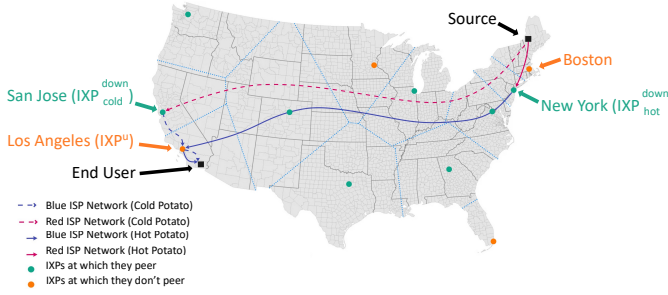 Source
Boston
San Jose (IXP down cold)
New York (IXP down hot
Los Angeles (IXPᵘ)
End User
Blue ISP Network (Cold Potato)
Red ISP Network (Cold Potato)
Blue ISP Network (Hot Potato)
Red ISP Network (Hot Potato)
IXPs at which they peer
IXPs at which they don't peer